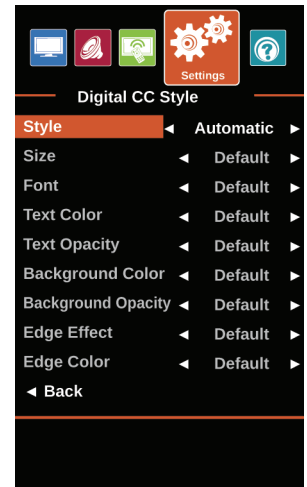 Settings
Digital CC Style
Style ◄ Automatic ►
Size ◄ Default ►
Font ◄ Default ►
Text Color ◄ Default ►
Text Opacity ◄ Default ►
Background Color ◄ Default ►
Background Opacity ◄ Default ►
Edge Effect ◄ Default ►
Edge Color ◄ Default ►
◄ Back